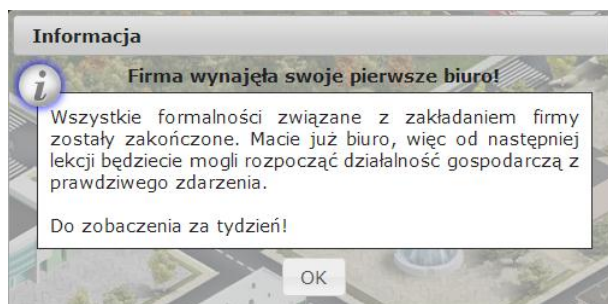 Informacja
i
Firma wynajęła swoje pierwsze biuro!
Wszystkie formalności związane z zakładaniem firmy
zostały zakończone. Macie już biuro, więc od następniej
lekcji będziecie mogli rozpocząć działalność gospodarczą z
prawdziwego zdarzenia.
Do zobaczenia za tydzień!
OK